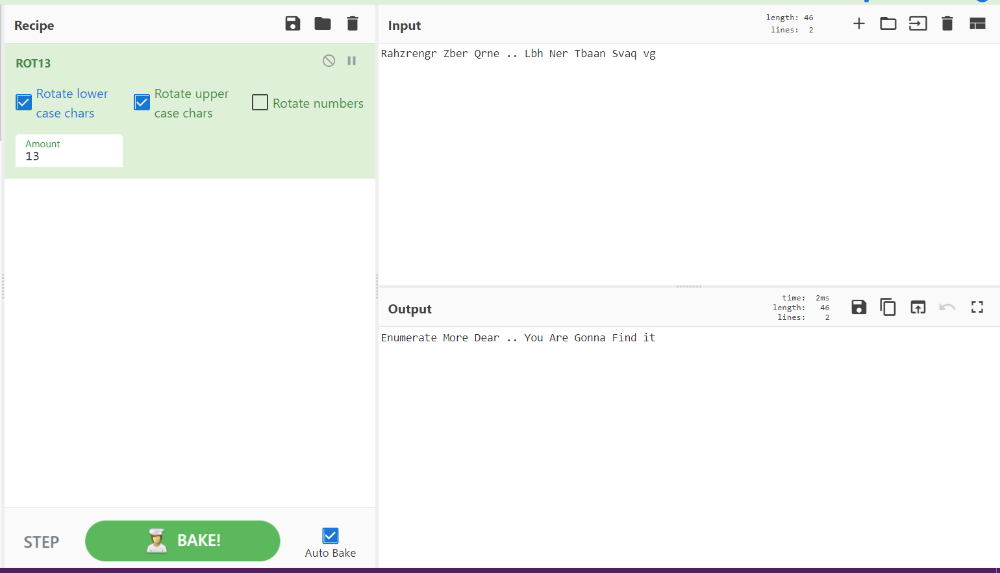 Recipe
ROT13
Rotate lower
case chars
Rotate upper
case chars
Rotate numbers
Amount
13
STEP
BAKE!
Auto Bake
Input
length: 46
lines: 2
Rahzrengr Zber Qrne .. Lbh Ner Tbaan Svaq vg
Output
time: 2ms
length: 46
lines: 2
Enumerate More Dear .. You Are Gonna Find it